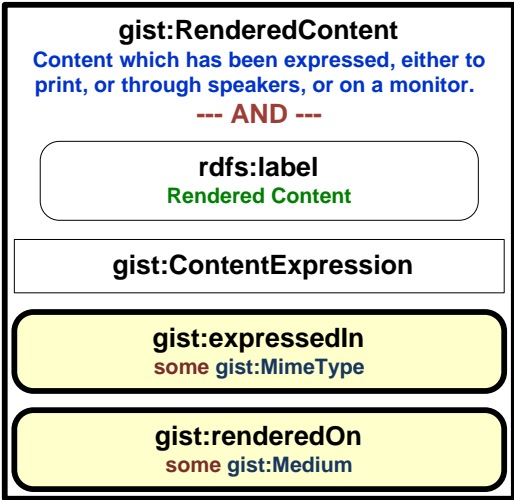 gist:RenderedContent
Content which has been expressed, either to
print, or through speakers, or on a monitor.
--- AND ---
rdfs:label
Rendered Content
gist:ContentExpression
gist:expressedIn
some gist:MimeType
gist:renderedOn
some gist:Medium